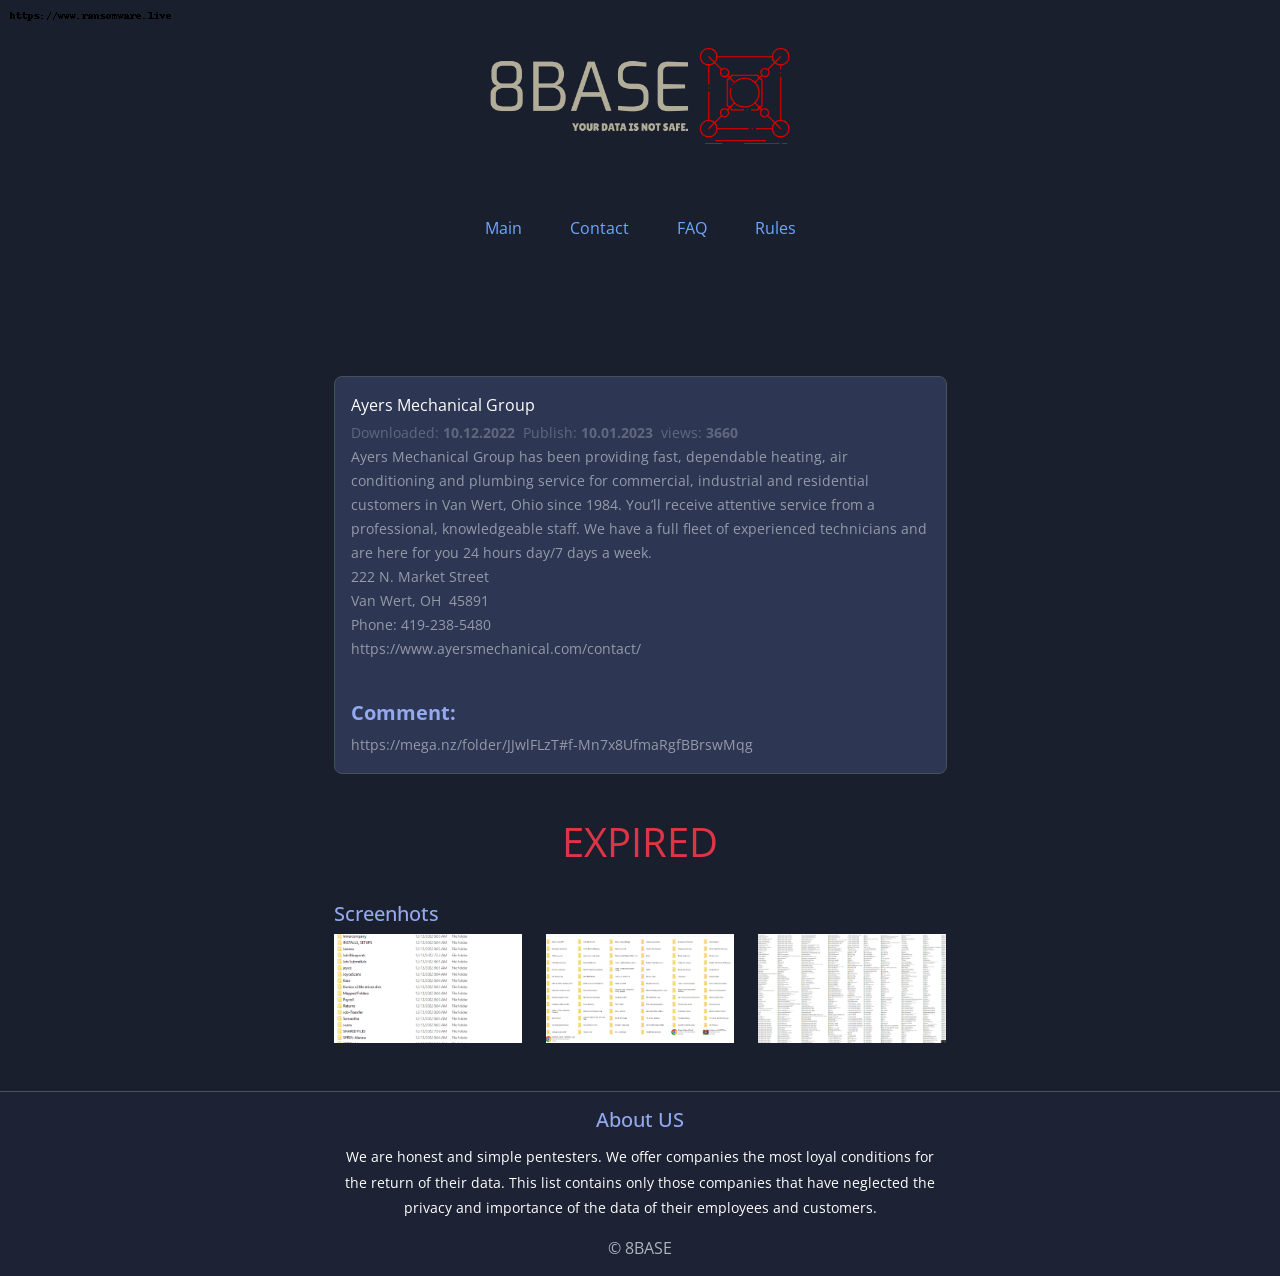 https://www.ransomware.live
8BASE
YOUR DATA IS NOT SAFE.
Main Contact FAQ Rules
Ayers Mechanical Group
Downloaded: 10.12.2022 Publish: 10.01.2023 views: 3660
Ayers Mechanical Group has been providing fast, dependable heating, air
conditioning and plumbing service for commercial, industrial and residential
customers in Van Wert, Ohio since 1984. You’ll receive attentive service from a
professional, knowledgeable staff. We have a full fleet of experienced technicians and
are here for you 24 hours day/7 days a week.
222 N. Market Street
Van Wert, OH 45891
Phone: 419-238-5480
https://www.ayersmechanical.com/contact/
Comment:
https://mega.nz/folder/JJwlFLzT#f-Mn7x8UfmaRgfBBrswMqg
EXPIRED
Screenhots
About US
We are honest and simple pentesters. We offer companies the most loyal conditions for
the return of their data. This list contains only those companies that have neglected the
privacy and importance of the data of their employees and customers.
© 8BASE